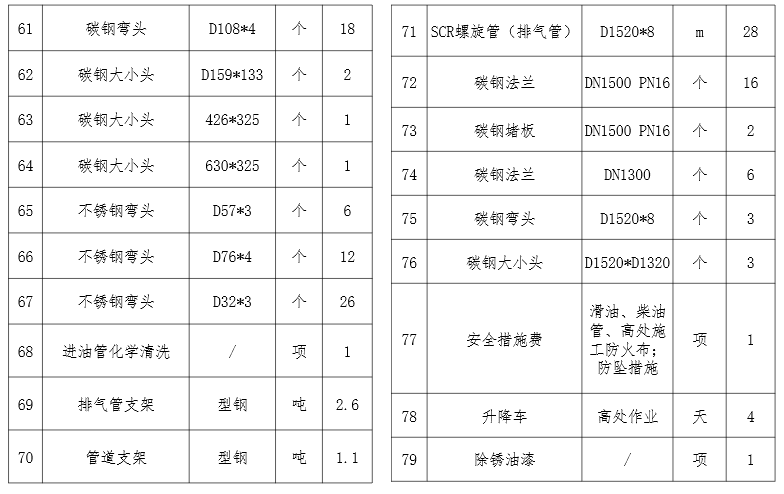 61 碳钢弯头 D108*4 个 18
62 碳钢大小头 D159*133 个 2
63 碳钢大小头 426*325 个 1
64 碳钢大小头 630*325 个 1
65 不锈钢弯头 D57*3 个 6
66 不锈钢弯头 D76*4 个 12
67 不锈钢弯头 D32*3 个 26
68 进油管化学清洗 / 项 1
69 排气管支架 型钢 吨 2.6
70 管道支架 型钢 吨 1.1
71 SCR螺旋管（排气管） D1520*8 m 28
72 碳钢法兰 DN1500 PN16 个 16
73 碳钢堵板 DN1500 PN16 个 2
74 碳钢法兰 DN1300 个 6
75 碳钢弯头 D1520*8 个 3
76 碳钢大小头 D1520*D1320 个 3
77 安全措施费 滑油、柴油
管、高处施
工防火布；
防坠措施 项 1
78 升降车 高处作业 天 4
79 除锈油漆 / 项 1